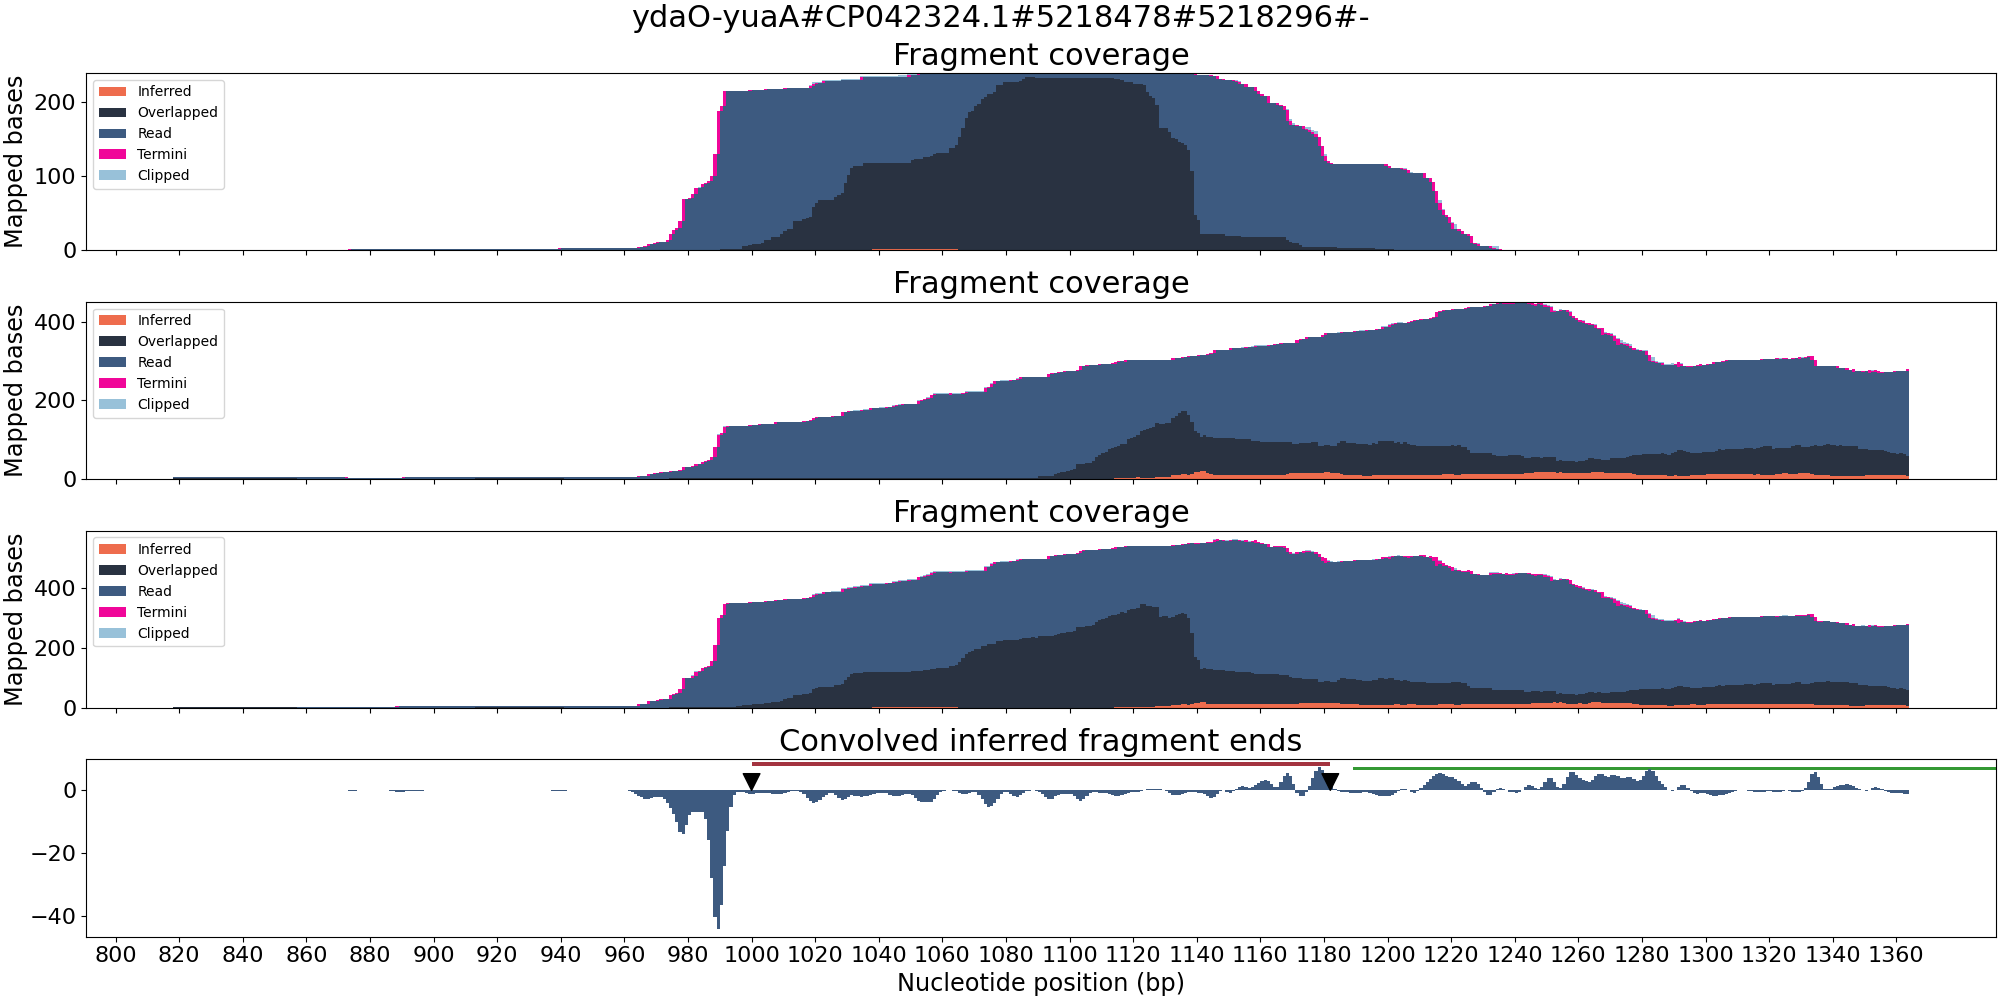 ydaO-yuaA#CP042324.1#5218478#5218296#-
Fragment coverage
Mapped bases
200
100
0
Inferred
Overlapped
Read
Termini
Clipped
Fragment coverage
Mapped bases
400
200
0
Inferred
Overlapped
Read
Termini
Clipped
Fragment coverage
Mapped bases
400
200
0
Inferred
Overlapped
Read
Termini
Clipped
Convolved inferred fragment ends
0
−20
−40
800 820 840 860 880 900 920 940 960 980 1000 1020 1040 1060 1080 1100 1120 1140 1160 1180 1200 1220 1240 1260 1280 1300 1320 1340 1360
Nucleotide position (bp)